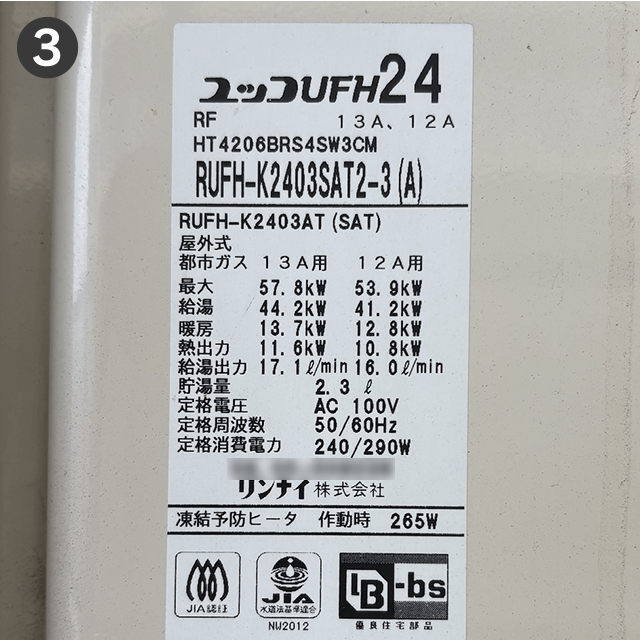 3
ユッコUFH24
RF 13A、12A
HT4206BRS4SW3CM
RUFH-K2403SAT2-3(A)
RUFH-K2403AT(SAT)
屋外式
都市ガス 13A用 12A用
最大 57.8kW 53.9kW
給湯 44.2kW 41.2kW
暖房 13.7kW 12.8kW
熱出力 11.6kW 10.8kW
給湯出力 17.1ℓ/min 16.0ℓ/min
貯湯量 2.3ℓ
定格電圧 AC 100V
定格周波数 50/60Hz
定格消費電力 240/290W
リンナイ株式会社
凍結予防ヒータ 作動時 265W
JIA認証
JIA
水道法基準適合
NW2012
BL-bs
優良住宅部品